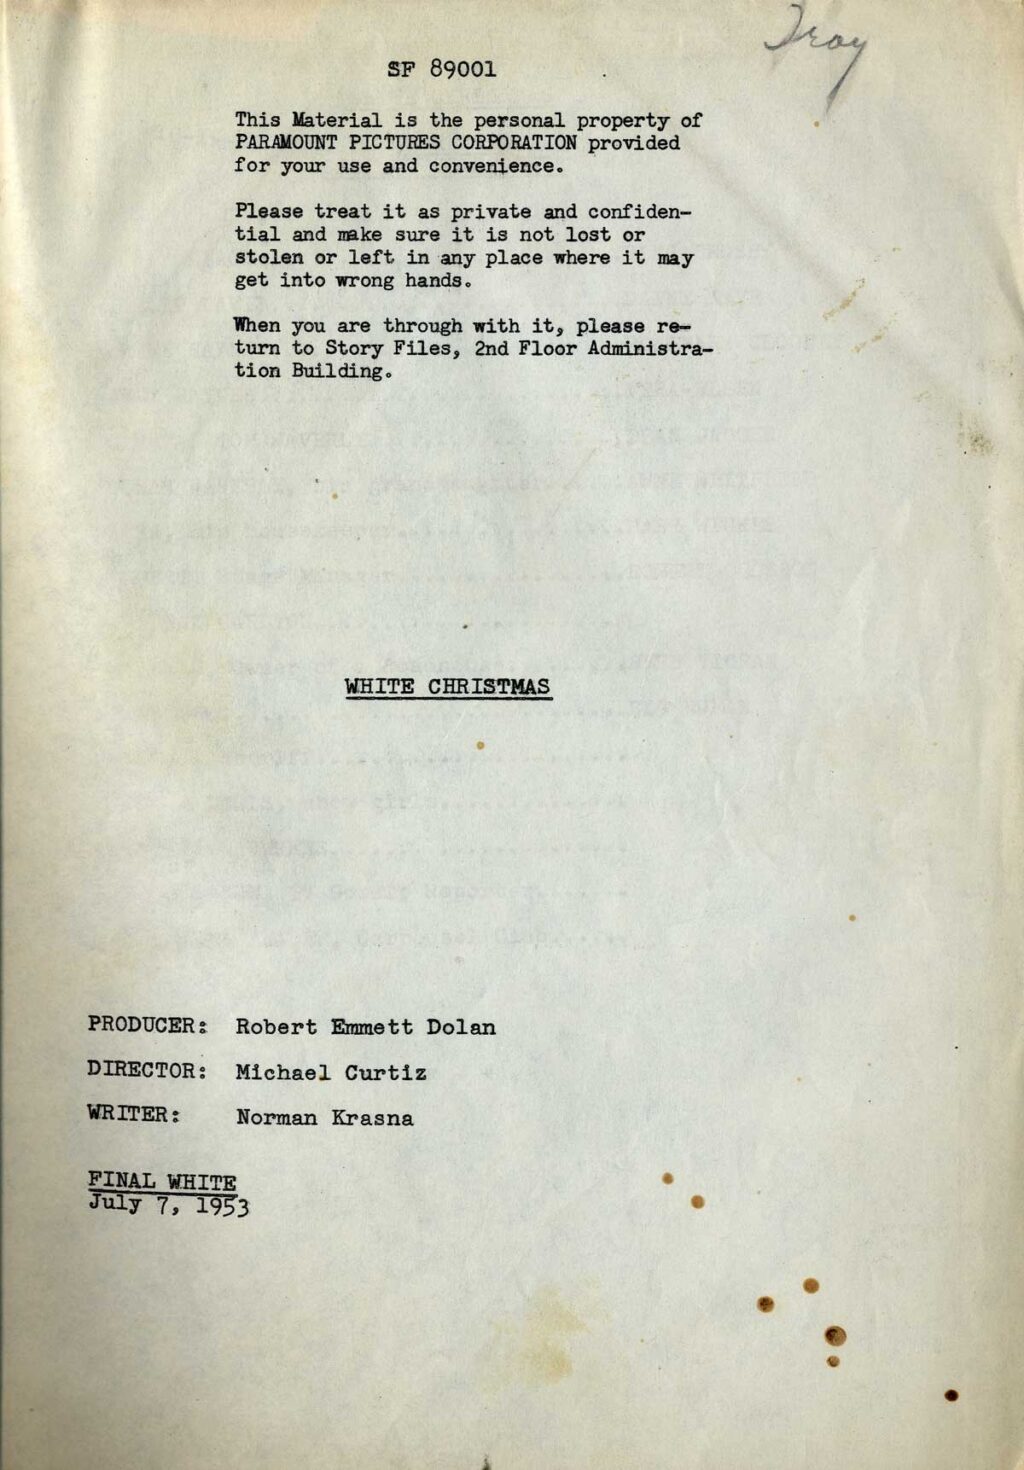 Troy
SF 89001
This Material is the personal property of
PARAMOUNT PICTURES CORPORATION provided
for your use and convenience.
Please treat it as private and confiden-
tial and make sure it is not lost or
stolen or left in any place where it may
get into wrong hands.
When you are through with it, please re-
turn to Story Files, 2nd Floor Administra-
tion Building.
WHITE CHRISTMAS
PRODUCER: Robert Emmett Dolan
DIRECTOR: Michael Curtiz
WRITER: Norman Krasna
FINAL WHITE
July 7, 1953